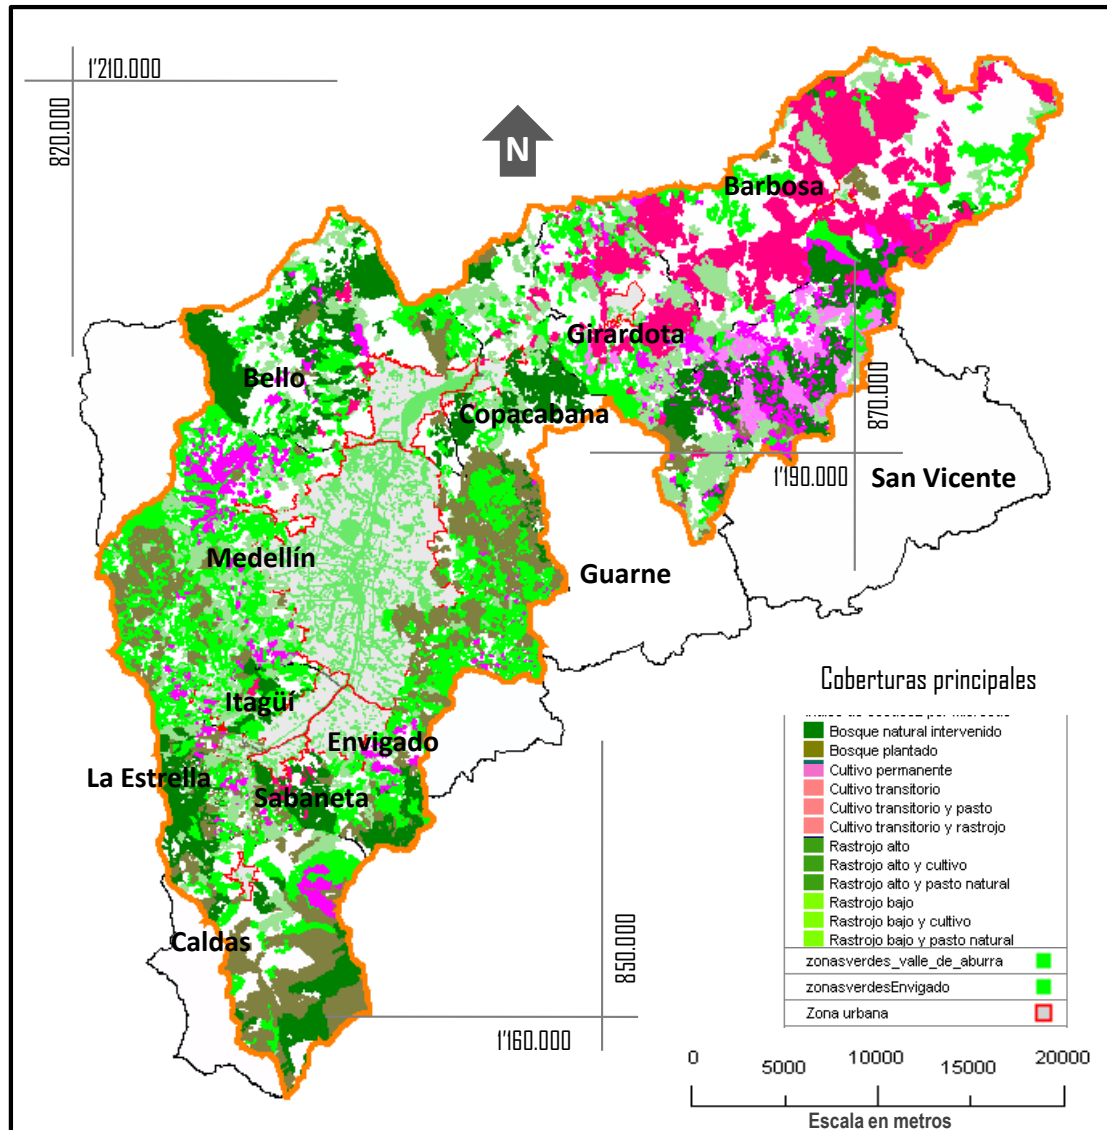 1'210.000
820.000
N
Barbosa
Girardota
Bello
Copacabana
870.000
1'190.000
San Vicente
Medellín
Guarne
Itagüí
Envigado
La Estrella
Sabaneta
Caldas
850.000
1'160.000
Coberturas principales
Bosque natural intervenido
Bosque plantado
Cultivo permanente
Cultivo transitorio
Cultivo transitorio y pasto
Cultivo transitorio y rastrojo
Rastrojo alto
Rastrojo alto y cultivo
Rastrojo alto y pasto natural
Rastrojo bajo
Rastrojo bajo y cultivo
Rastrojo bajo y pasto natural
zonasverdes_valle_de_aburra
zonasverdesEnvigado
Zona urbana
0 5000 10000 15000 20000
Escala en metros